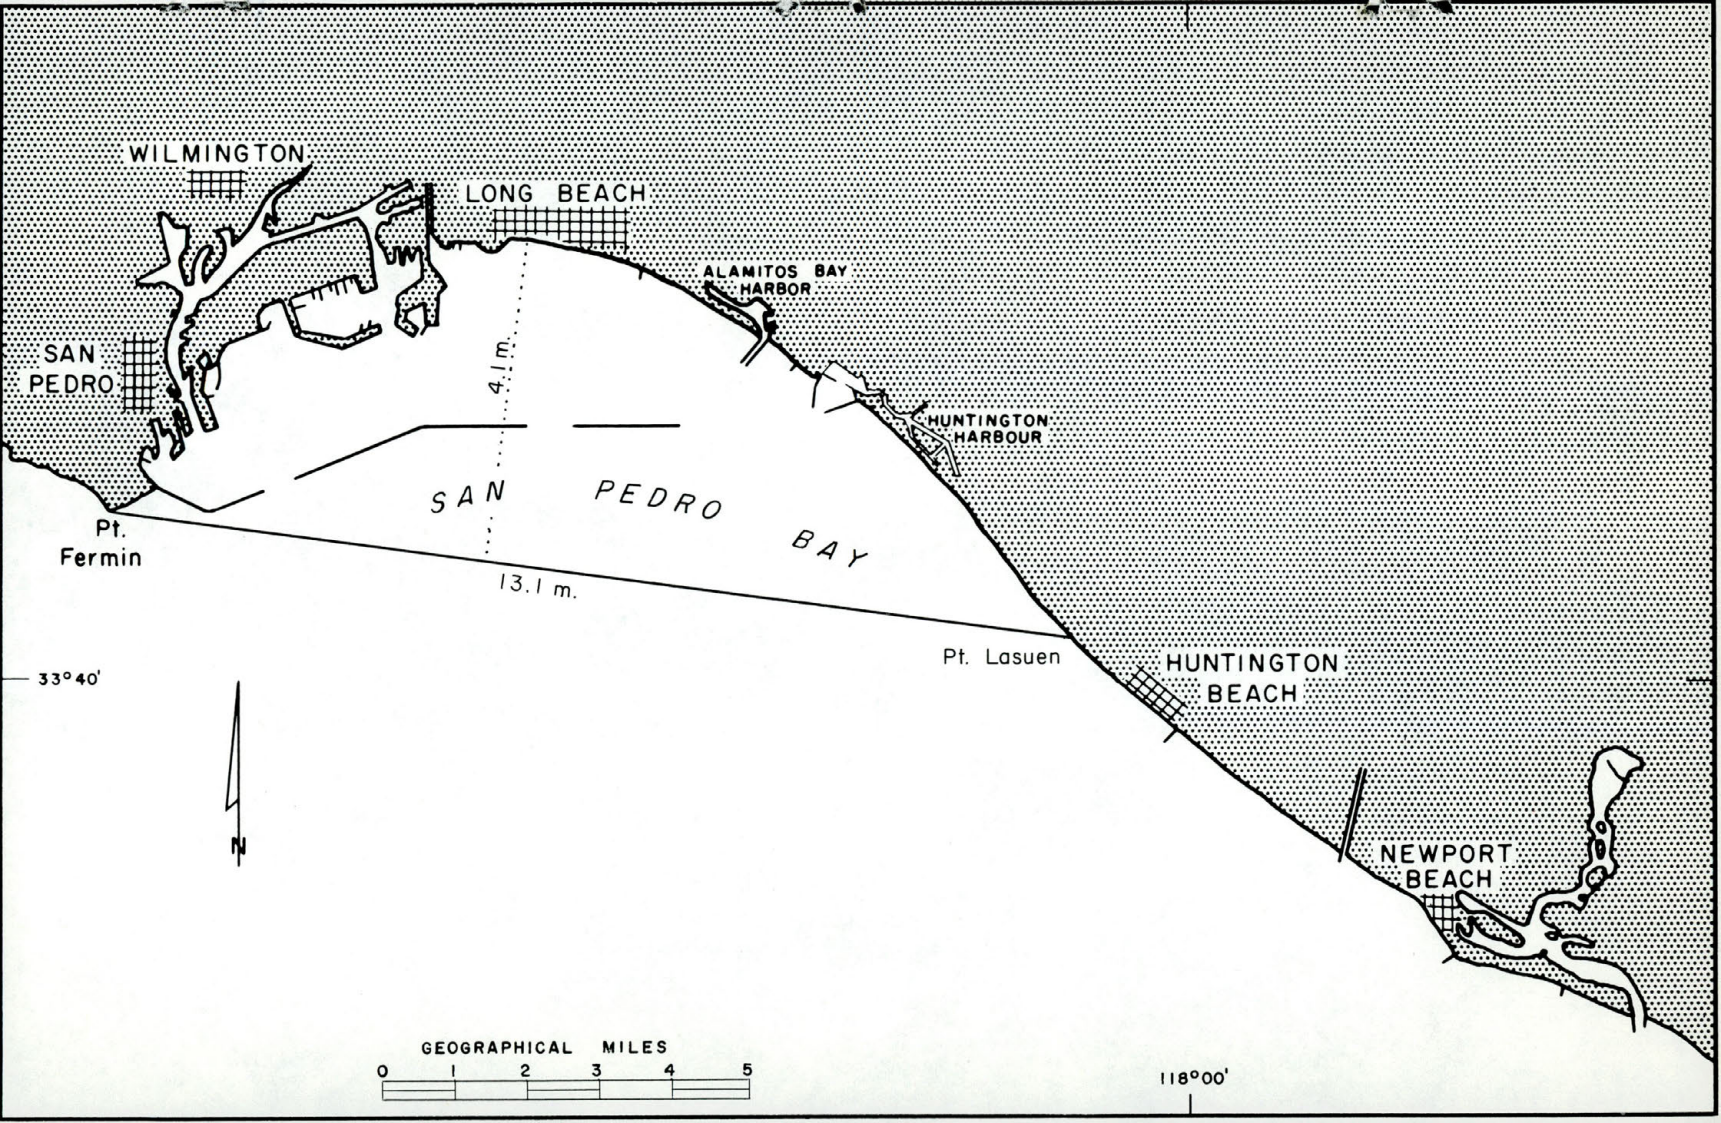 WILMINGTON
LONG BEACH
ALAMITOS BAY
HARBOR
SAN
PEDRO
HUNTINGTON
HARBOUR
4.1m.
SAN PEDRO BAY
Pt.
Fermin
13.1 m.
Pt. Lasuen
33°40'
HUNTINGTON
BEACH
N
NEWPORT
BEACH
GEOGRAPHICAL MILES
0 1 2 3 4 5
118°00'